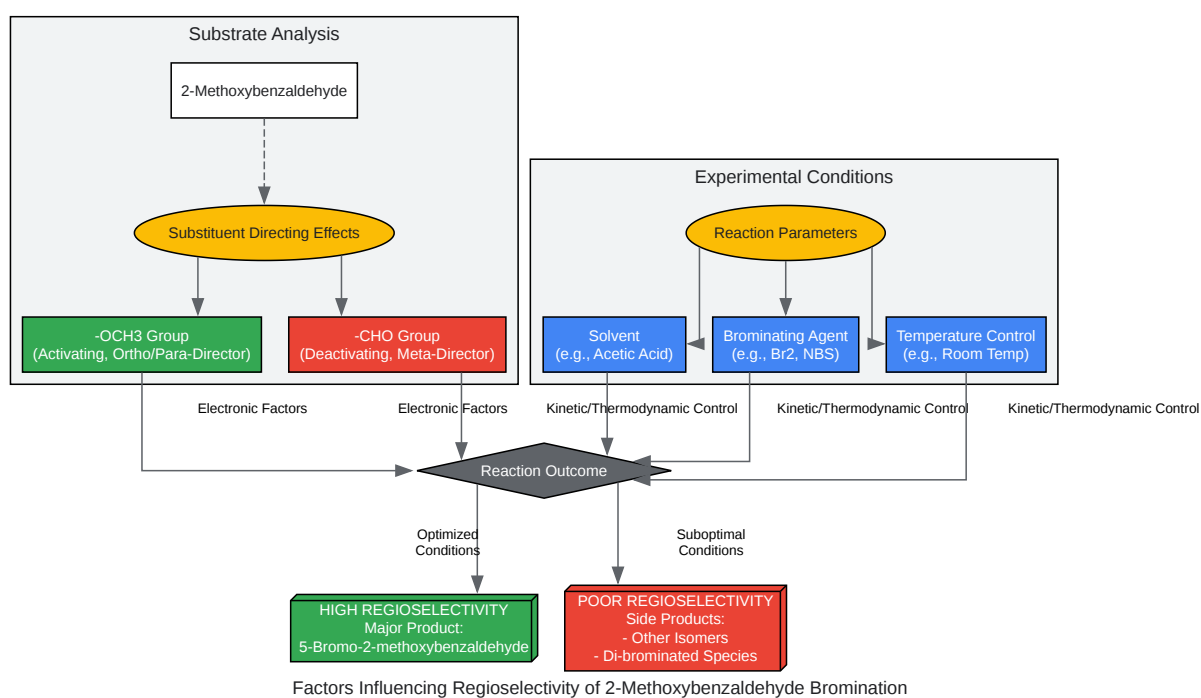 Substrate Analysis
2-Methoxybenzaldehyde
Substituent Directing Effects
-OCH3 Group
(Activating, Ortho/Para-Director)
-CHO Group
(Deactivating, Meta-Director)
Experimental Conditions
Reaction Parameters
Solvent
(e.g., Acetic Acid)
Brominating Agent
(e.g., Br2, NBS)
Temperature Control
(e.g., Room Temp)
Electronic Factors
Electronic Factors
Kinetic/Thermodynamic Control
Kinetic/Thermodynamic Control
Kinetic/Thermodynamic Control
Reaction Outcome
Optimized
Conditions
Suboptimal
Conditions
HIGH REGIOSELECTIVITY
Major Product:
5-Bromo-2-methoxybenzaldehyde
POOR REGIOSELECTIVITY
Side Products:
- Other Isomers
- Di-brominated Species
Factors Influencing Regioselectivity of 2-Methoxybenzaldehyde Bromination